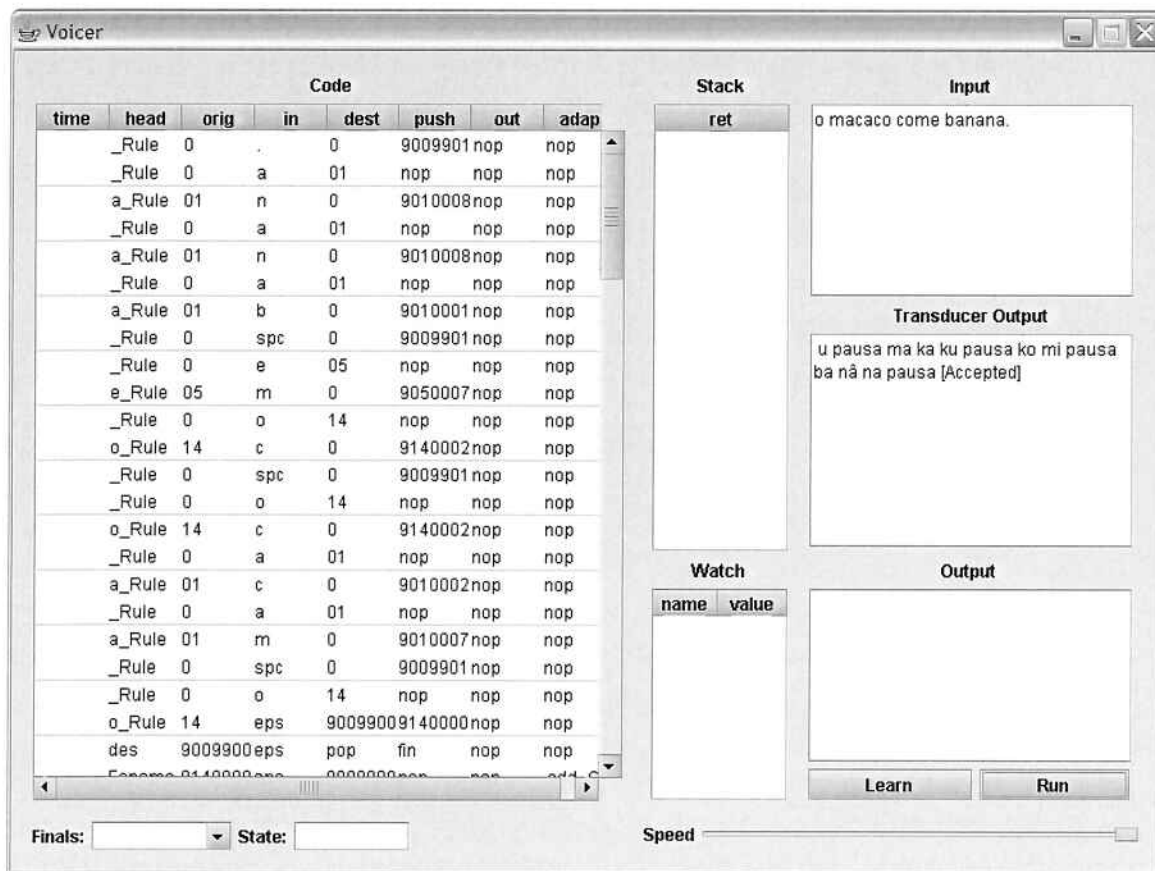 Voicer
Code
time head orig in dest push out adap
_Rule 0 . 0 9009901 nop nop
_Rule 0 a 01 nop nop nop
a_Rule 01 n 0 9010008 nop nop
_Rule 0 a 01 nop nop nop
a_Rule 01 n 0 9010008 nop nop
_Rule 0 a 01 nop nop nop
a_Rule 01 b 0 9010001 nop nop
_Rule 0 spc 0 9009901 nop nop
_Rule 0 e 05 nop nop nop
e_Rule 05 m 0 9050007 nop nop
_Rule 0 o 14 nop nop nop
o_Rule 14 c 0 9140002 nop nop
_Rule 0 spc 0 9009901 nop nop
_Rule 0 o 14 nop nop nop
o_Rule 14 c 0 9140002 nop nop
_Rule 0 a 01 nop nop nop
a_Rule 01 c 0 9010002 nop nop
_Rule 0 a 01 nop nop nop
a_Rule 01 m 0 9010007 nop nop
_Rule 0 spc 0 9009901 nop nop
_Rule 0 o 14 nop nop nop
o_Rule 14 eps 9009900 9140000 nop nop
des 9009900 eps pop fin nop nop
Finals: State:
Stack
ret
Watch
name value
Input
o macaco come banana.
Transducer Output
u pausa ma ka ku pausa ko mi pausa
ba nâ na pausa [Accepted]
Output
Learn Run
Speed